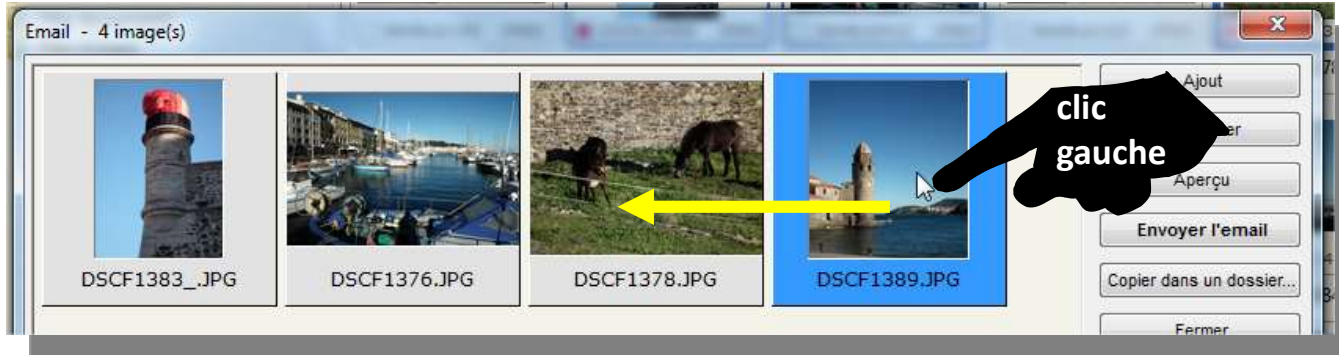 Email - 4 image(s)
Ajout
clic
gauche
Aperçu
Envoyer l'email
DSCF1383_.JPG
DSCF1376.JPG
DSCF1378.JPG
DSCF1389.JPG
Copier dans un dossier...
Fermer